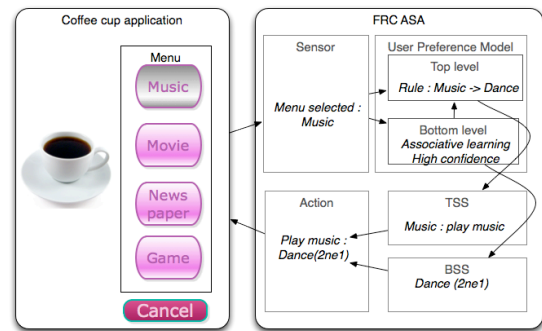 Coffee cup application
Menu
Music
Movie
News
paper
Game
Cancel
FRC ASA
Sensor
Menu selected :
Music
User Preference Model
Top level
Rule : Music -> Dance
Bottom level
Associative learning
High confidence
Action
Play music :
Dance(2ne1)
TSS
Music : play music
BSS
Dance (2ne1)